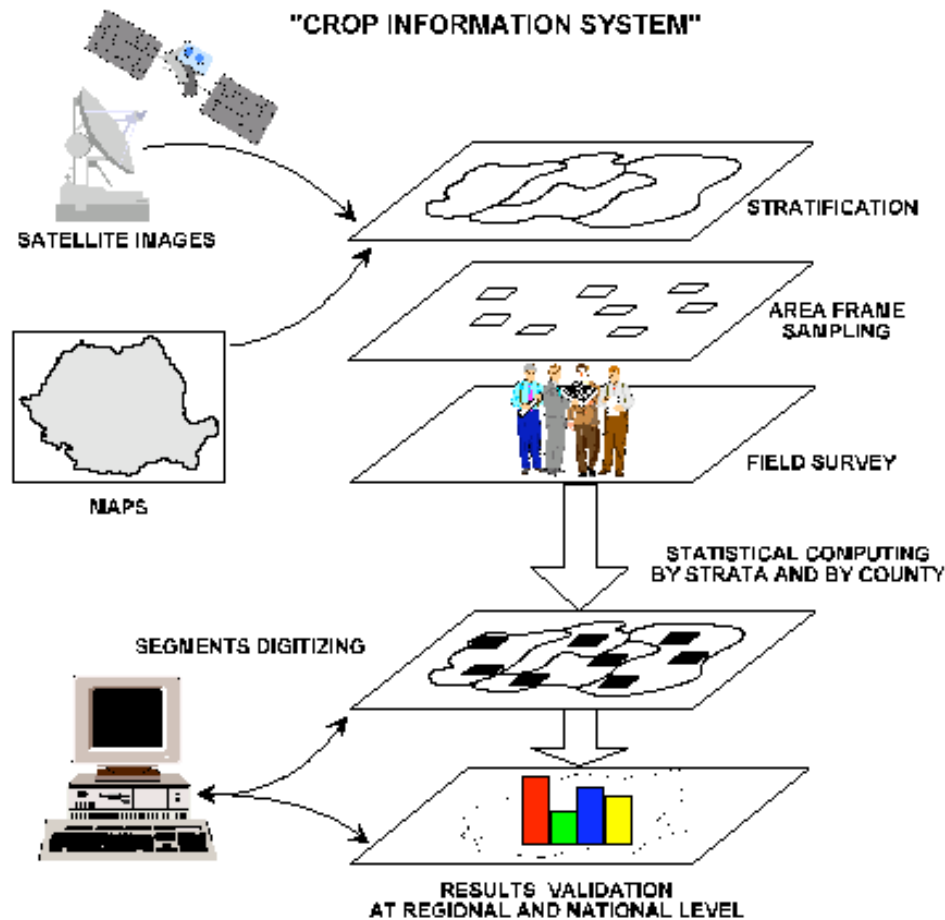 "CROP INFORMATION SYSTEM"
STRATIFICATION
SATELLITE IMAGES
AREA FRAME
SAMPLING
MAPS
FIELD SURVEY
STATISTICAL COMPUTING
BY STRATA AND BY COUNTY
SEGMENTS DIGITIZING
RESULTS VALIDATION
AT REGIONAL AND NATIONAL LEVEL